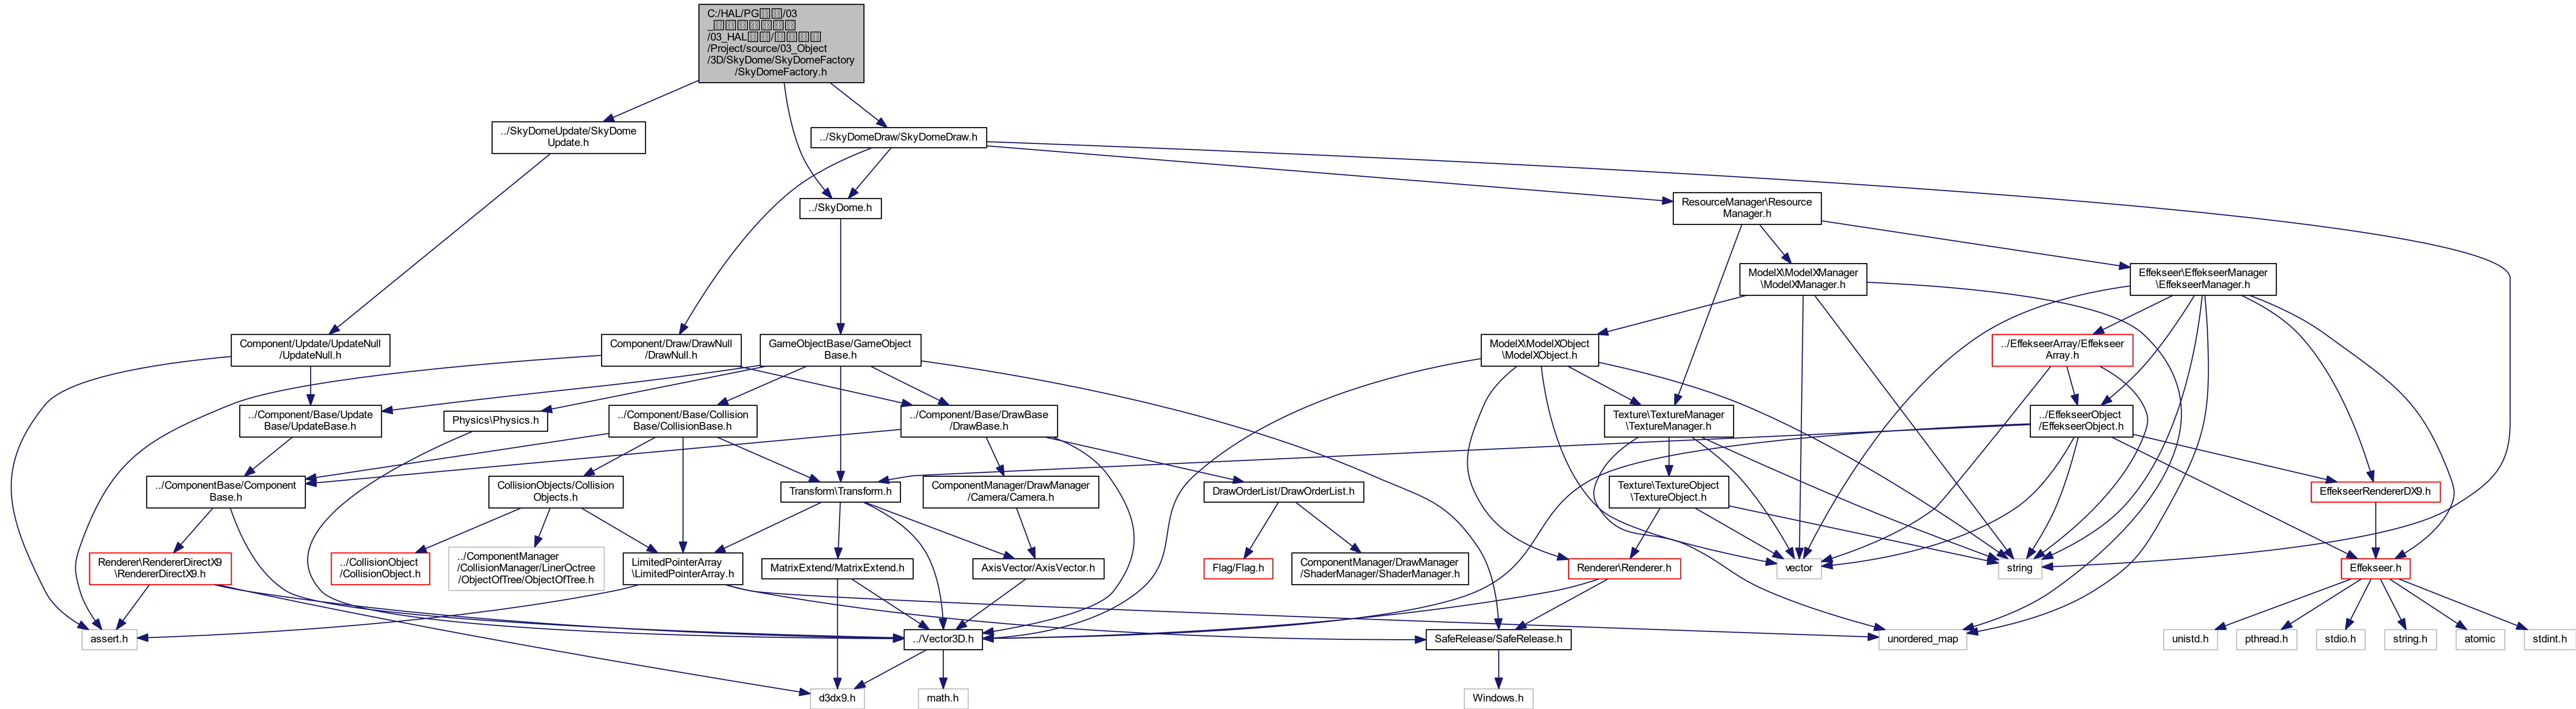 C:/HAL/PG/03
_
/03_HAL/
/Project/source/03_Object
/3D/SkyDome/SkyDomeFactory
/SkyDomeFactory.h
../SkyDomeUpdate/SkyDome
Update.h
../SkyDomeDraw/SkyDomeDraw.h
../SkyDome.h
ResourceManager\Resource
Manager.h
ModelX\ModelXManager
\ModelXManager.h
Effekseer\EffekseerManager
\EffekseerManager.h
Component/Update/UpdateNull
/UpdateNull.h
Component/Draw/DrawNull
/DrawNull.h
GameObjectBase/GameObject
Base.h
ModelX\ModelXObject
\ModelXObject.h
../EffekseerArray/Effekseer
Array.h
../Component/Base/Update
Base/UpdateBase.h
Physics\Physics.h
../Component/Base/Collision
Base/CollisionBase.h
../Component/Base/DrawBase
/DrawBase.h
Texture\TextureManager
\TextureManager.h
../EffekseerObject
/EffekseerObject.h
../ComponentBase/Component
Base.h
CollisionObjects/Collision
Objects.h
Transform\Transform.h
ComponentManager/DrawManager
/Camera/Camera.h
DrawOrderList/DrawOrderList.h
Texture\TextureObject
\TextureObject.h
EffekseerRendererDX9.h
Renderer\RendererDirectX9
\RendererDirectX9.h
../CollisionObject
/CollisionObject.h
../ComponentManager
/CollisionManager/LinerOctree
/ObjectOfTree/ObjectOfTree.h
LimitedPointerArray
\LimitedPointerArray.h
MatrixExtend/MatrixExtend.h
AxisVector/AxisVector.h
Flag/Flag.h
ComponentManager/DrawManager
/ShaderManager/ShaderManager.h
Renderer\Renderer.h
vector
string
Effekseer.h
assert.h
../Vector3D.h
SafeRelease/SafeRelease.h
unordered_map
unistd.h
pthread.h
stdio.h
string.h
atomic
stdint.h
d3dx9.h
math.h
Windows.h